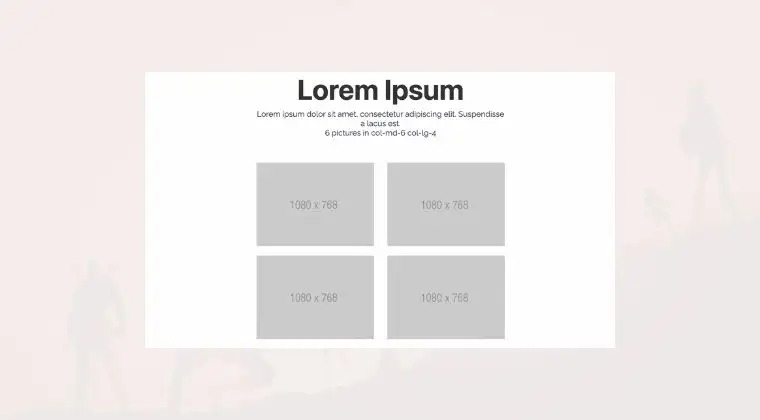 Lorem Ipsum
Lorem ipsum dolor sit amet, consectetur adipiscing elit. Suspendisse
a lacus est.
6 pictures in col-md-6 col-lg-4
1080 x 768
1080 x 768
1080 x 768
1080 x 768